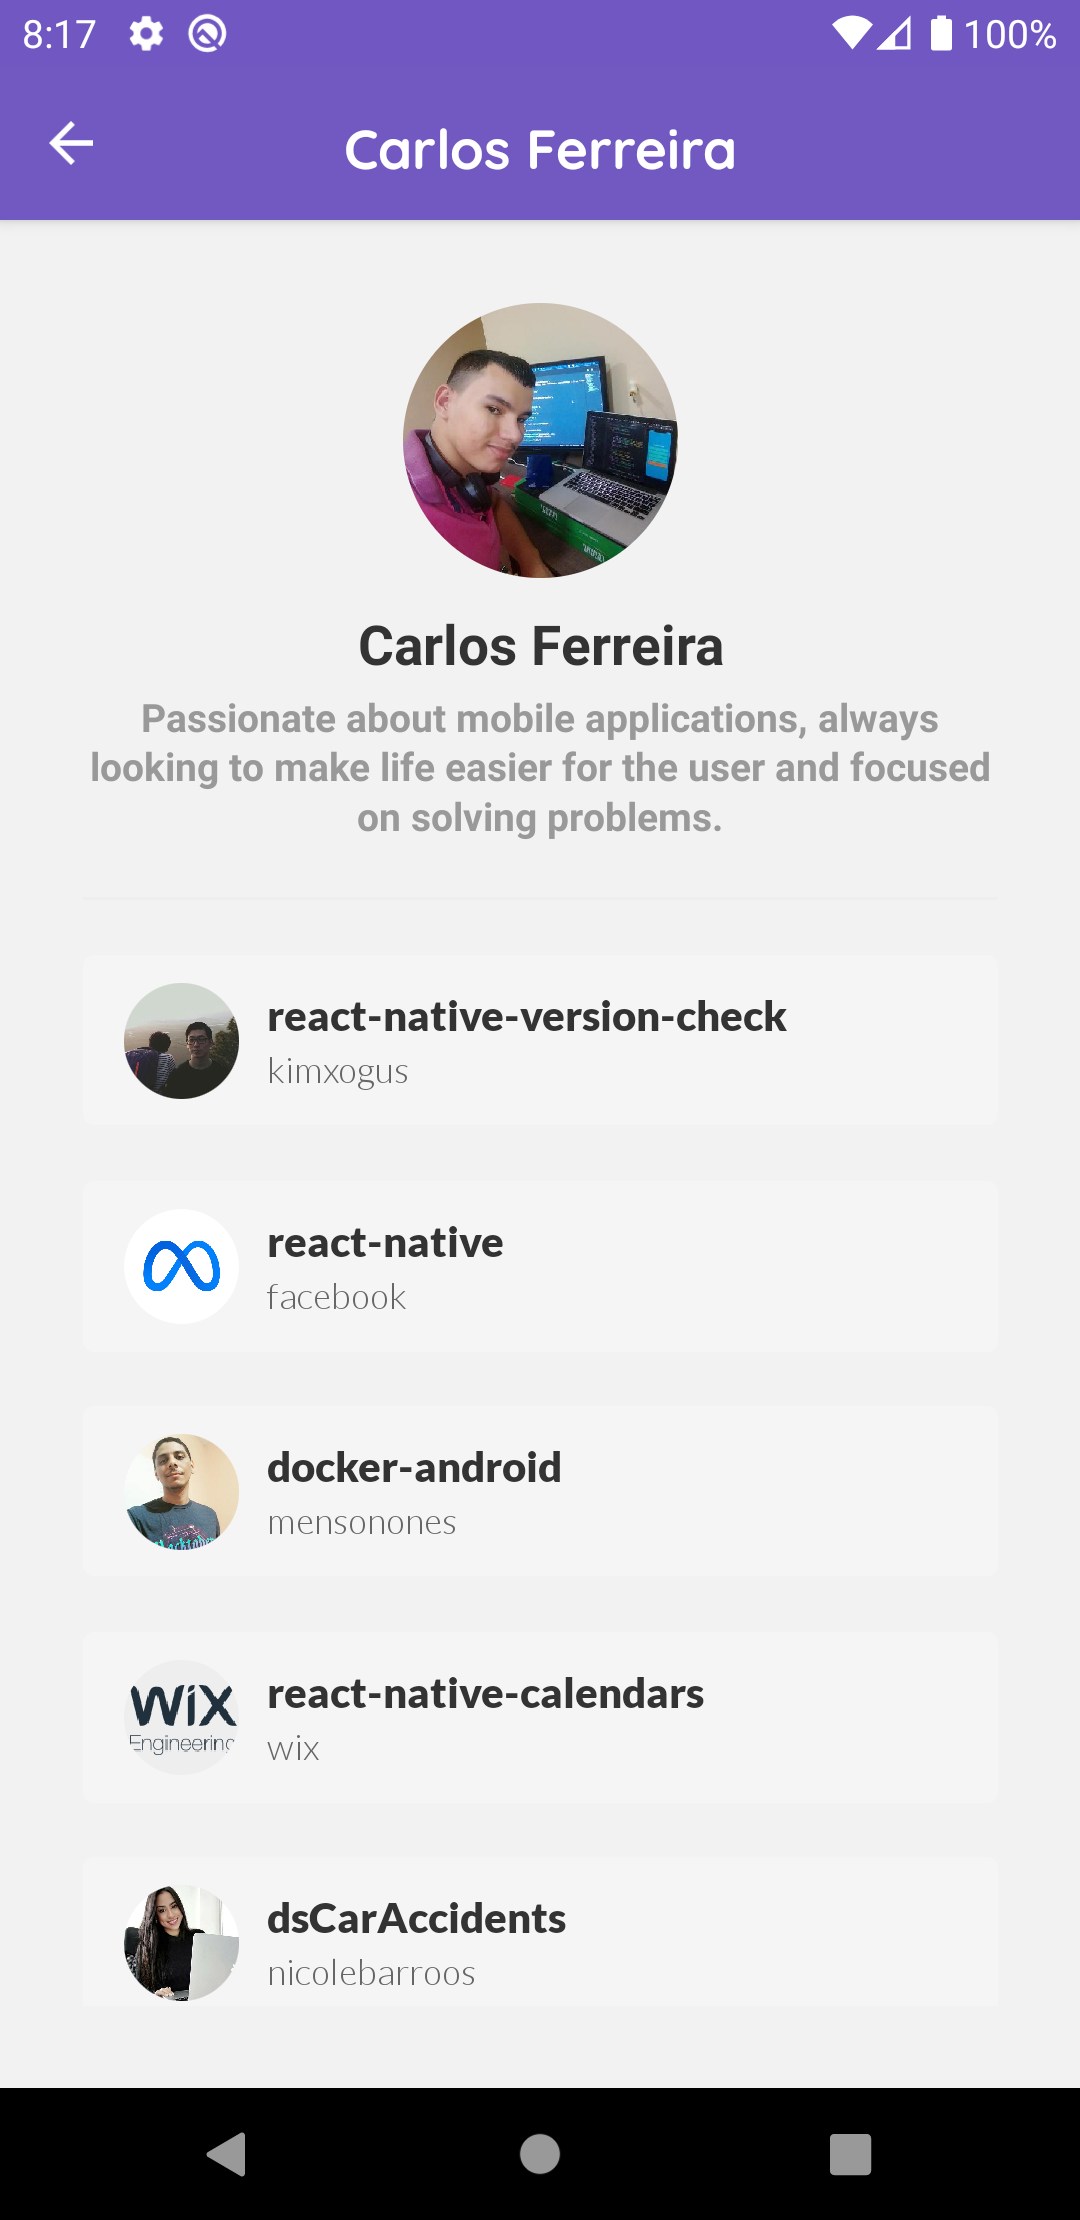 8:17 100%
Carlos Ferreira
Carlos Ferreira
Passionate about mobile applications, always
looking to make life easier for the user and focused
on solving problems.
react-native-version-check
kimxogus
react-native
facebook
docker-android
mensonones
WiX
Engineering
react-native-calendars
wix
dsCarAccidents
nicolebarroos